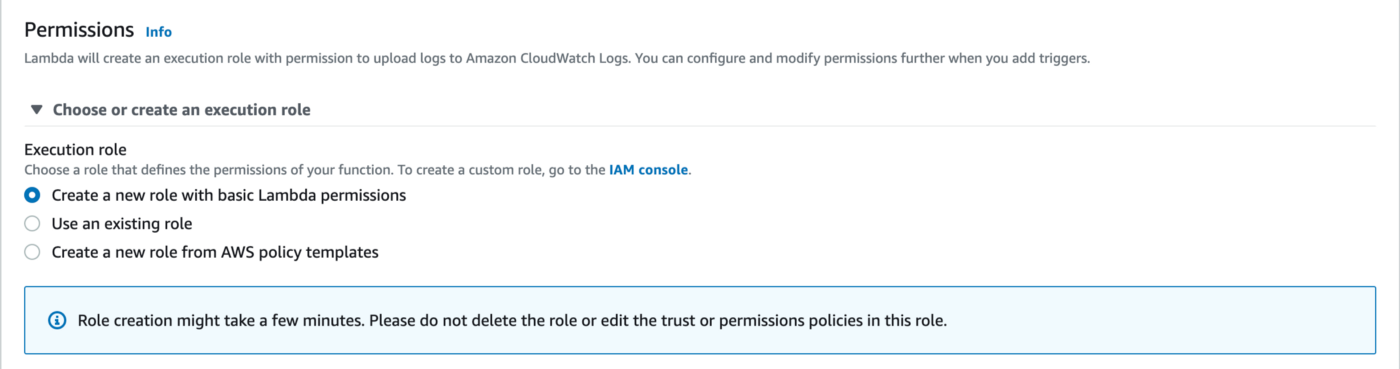 Permissions Info
Lambda will create an execution role with permission to upload logs to Amazon CloudWatch Logs. You can configure and modify permissions further when you add triggers.
Choose or create an execution role
Execution role
Choose a role that defines the permissions of your function. To create a custom role, go to the IAM console.
Create a new role with basic Lambda permissions
Use an existing role
Create a new role from AWS policy templates
Role creation might take a few minutes. Please do not delete the role or edit the trust or permissions policies in this role.